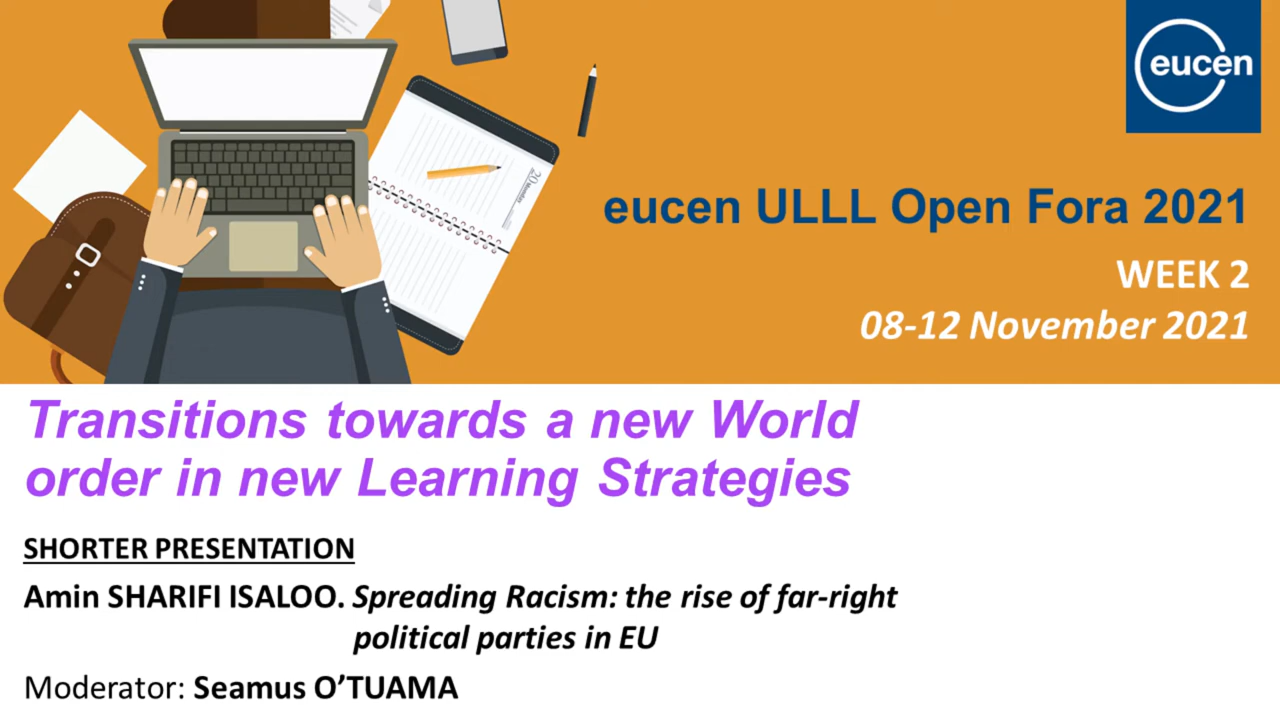 eucen
20 November
eucen ULLL Open Fora 2021
WEEK 2
08-12 November 2021
Transitions towards a new World
order in new Learning Strategies
SHORTER PRESENTATION
Amin SHARIFI ISALOO. Spreading Racism: the rise of far-right
political parties in EU
Moderator: Seamus O’TUAMA